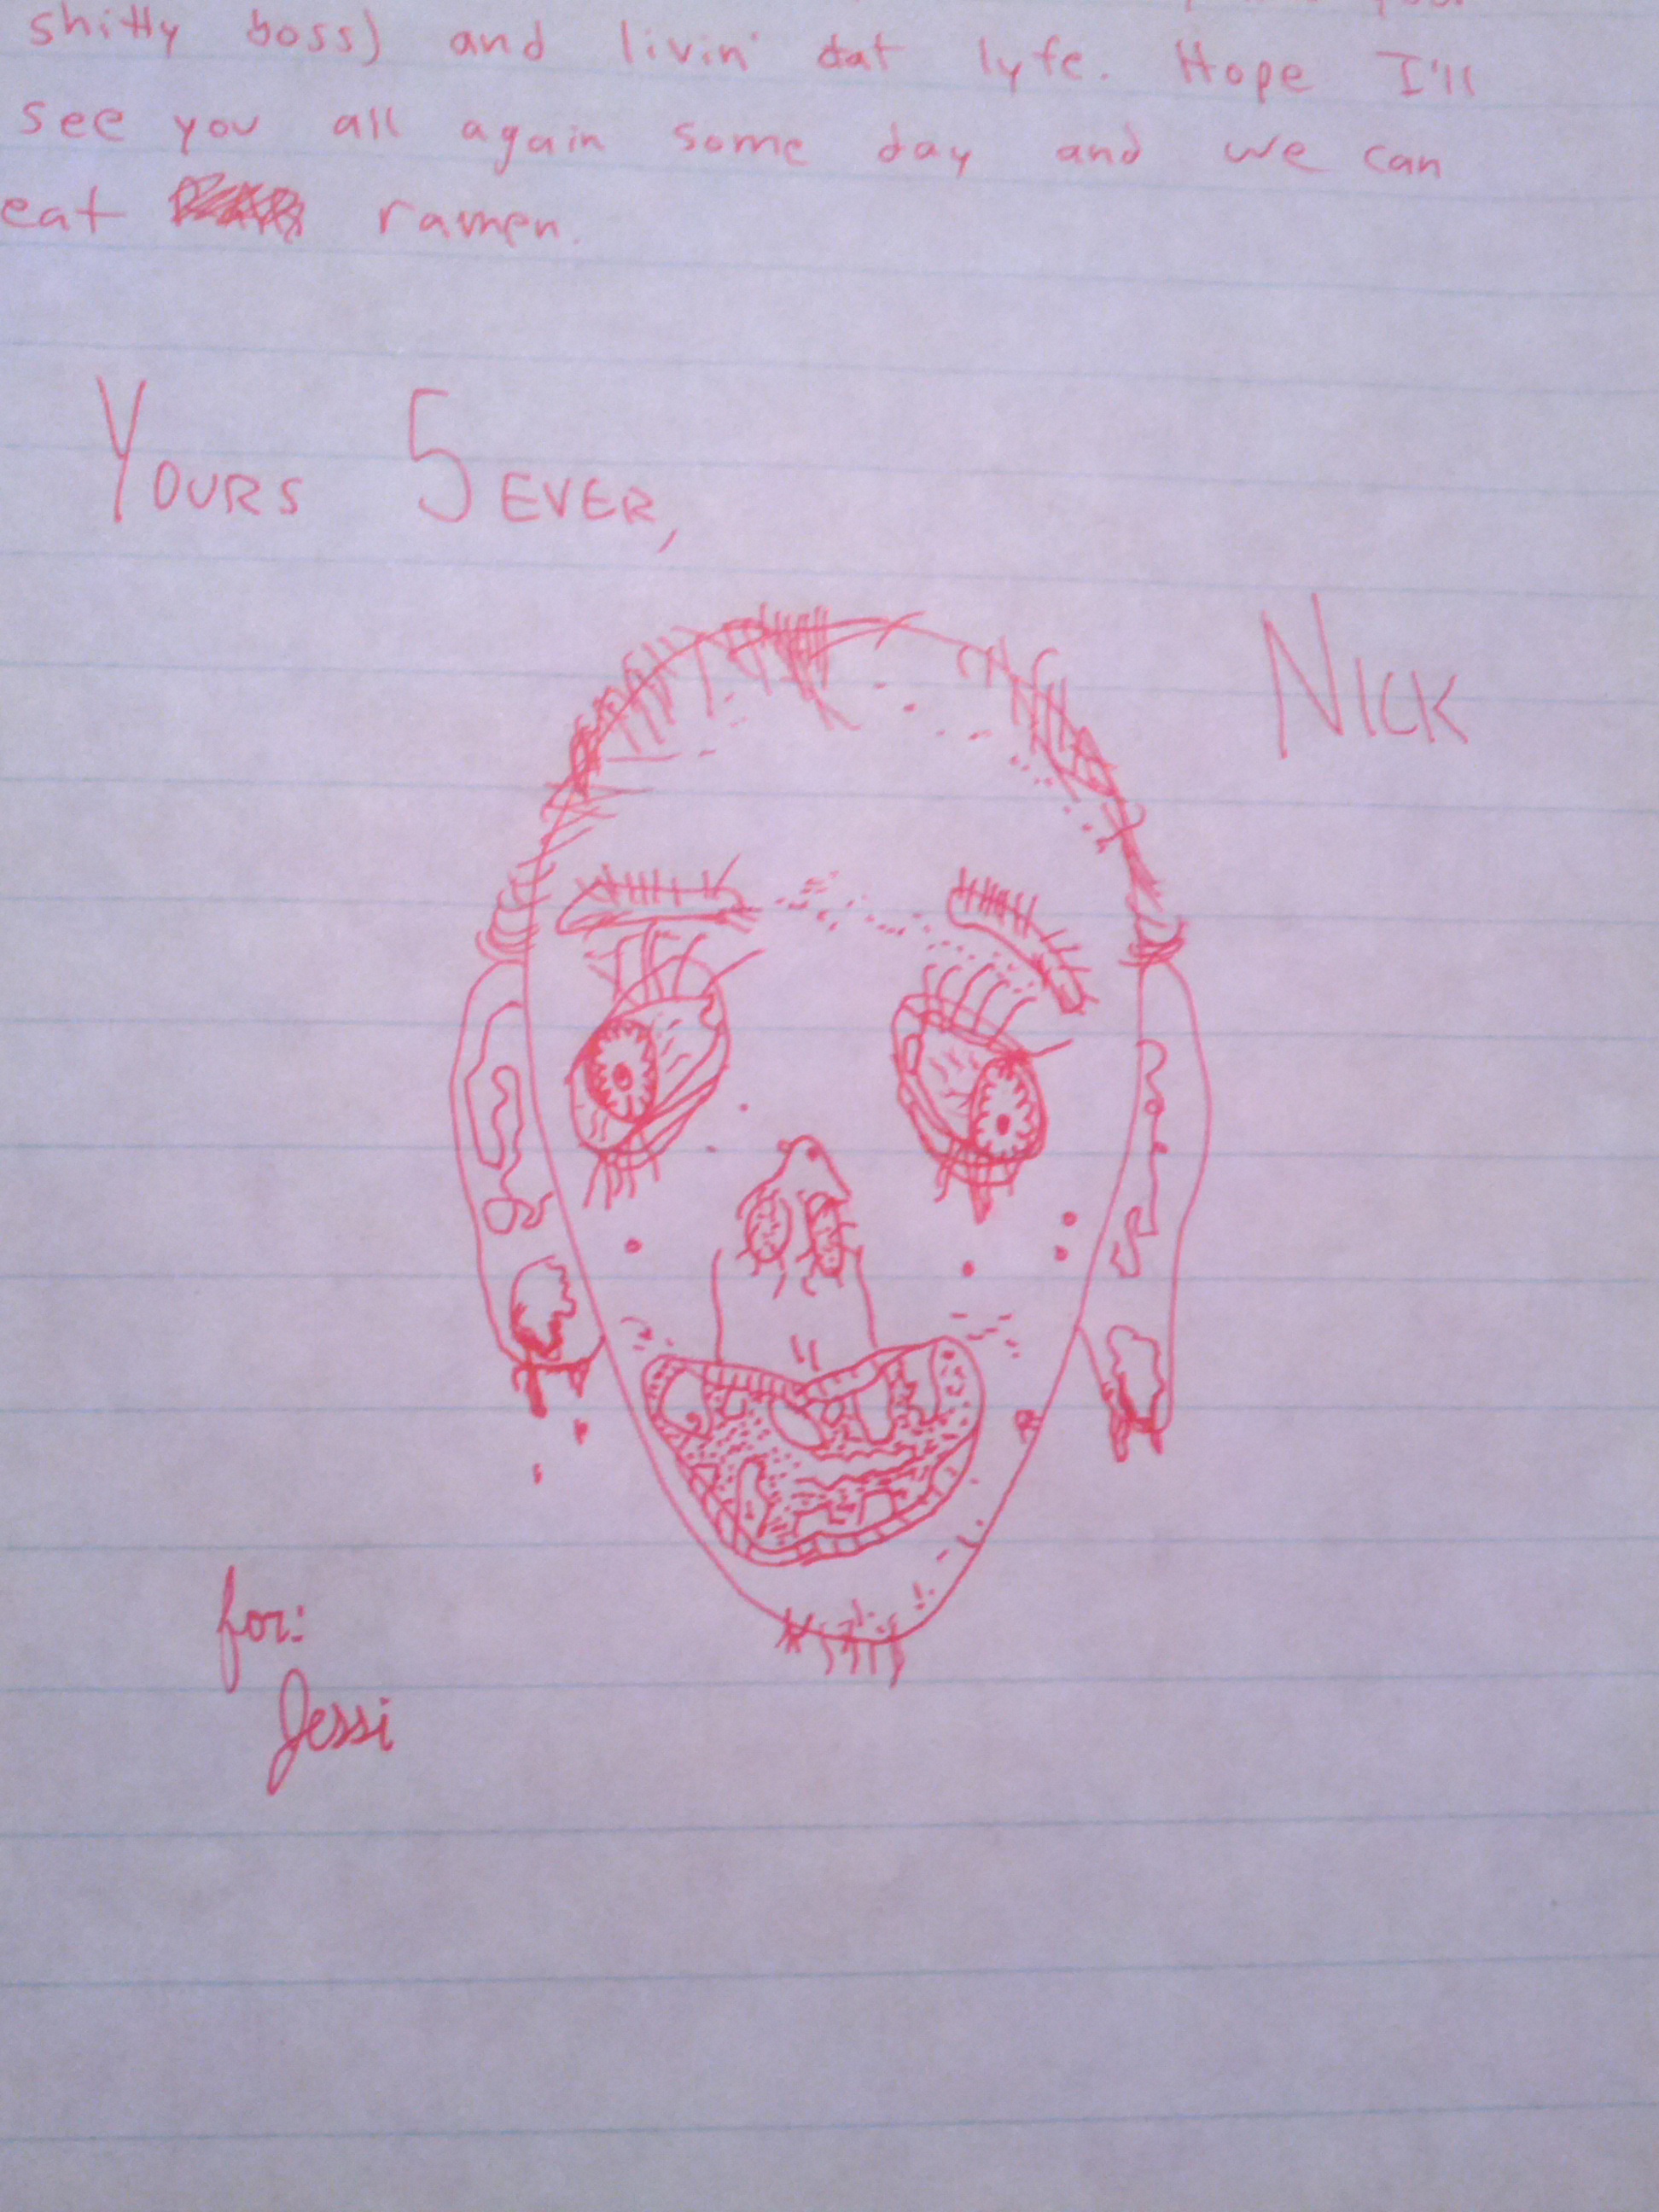 shitty boss) and livin' dat lyfe. Hope I'll
see you all again some day and we can
eat ramen.
Yours 5ever,
Nick
for:
Jessi